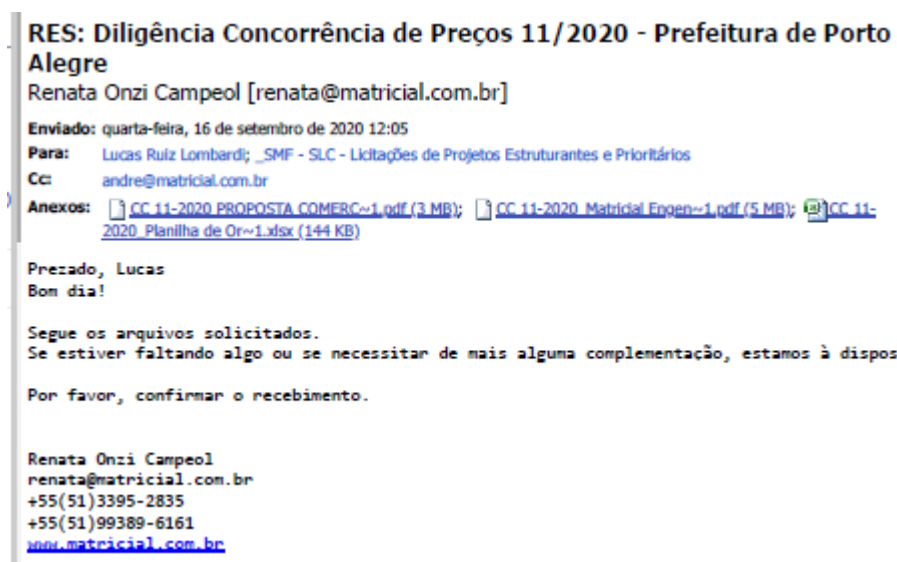 RES: Diligência Concorrência de Preços 11/2020 - Prefeitura de Porto
Alegre
Renata Onzi Campeol [renata@matricial.com.br]
Enviado: quarta-feira, 16 de setembro de 2020 12:05
Para: Lucas Ruiz Lombardi; _SMF - SLC - Licitações de Projetos Estruturantes e Prioritários
Cc: andre@matricial.com.br
Anexos: CC 11-2020 PROPOSTA COMERC~1.pdf (3 MB); CC 11-2020_Matricial Engen~1.pdf (5 MB); CC 11-
2020_Planilha de Or~1.xlsx (144 KB)
Prezado, Lucas
Bom dia!
Segue os arquivos solicitados.
Se estiver faltando algo ou se necessitar de mais alguma complementação, estamos à dispos
Por favor, confirmar o recebimento.
Renata Onzi Campeol
renata@matricial.com.br
+55(51)3395-2835
+55(51)99389-6161
www.matricial.com.br